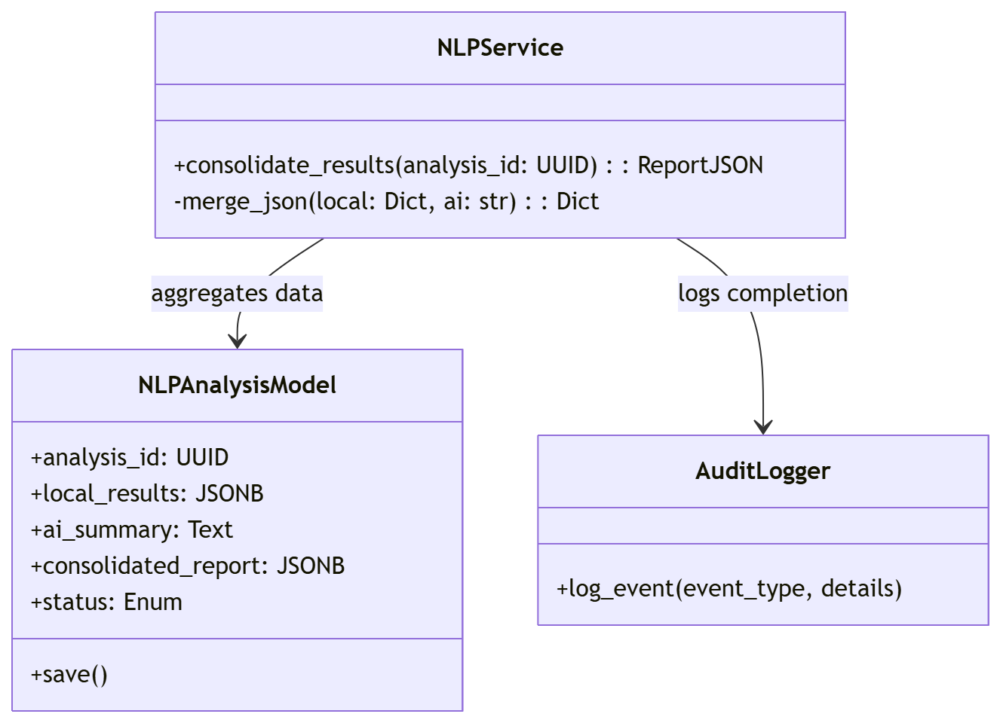 NLPService
+consolidate_results(analysis_id: UUID) : : ReportJSON
-merge_json(local: Dict, ai: str) : : Dict
aggregates data
logs completion
NLPAnalysisModel
+analysis_id: UUID
+local_results: JSONB
+ai_summary: Text
+consolidated_report: JSONB
+status: Enum
+save()
AuditLogger
+log_event(event_type, details)